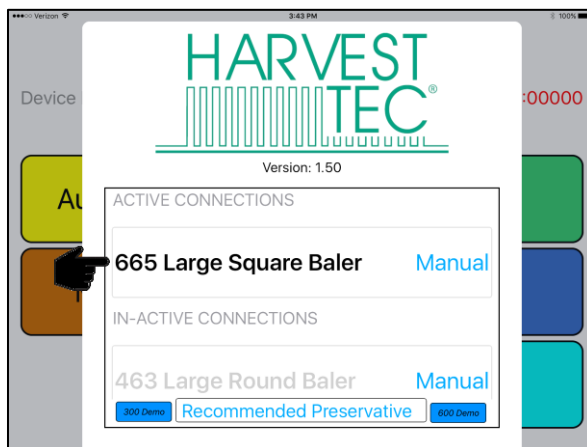 Verizon 3:43 PM 100%
HARVEST
TEC®
Device :00000
Version: 1.50
Au
ACTIVE CONNECTIONS
665 Large Square Baler Manual
IN-ACTIVE CONNECTIONS
463 Large Round Baler Manual
300 Demo Recommended Preservative 600 Demo